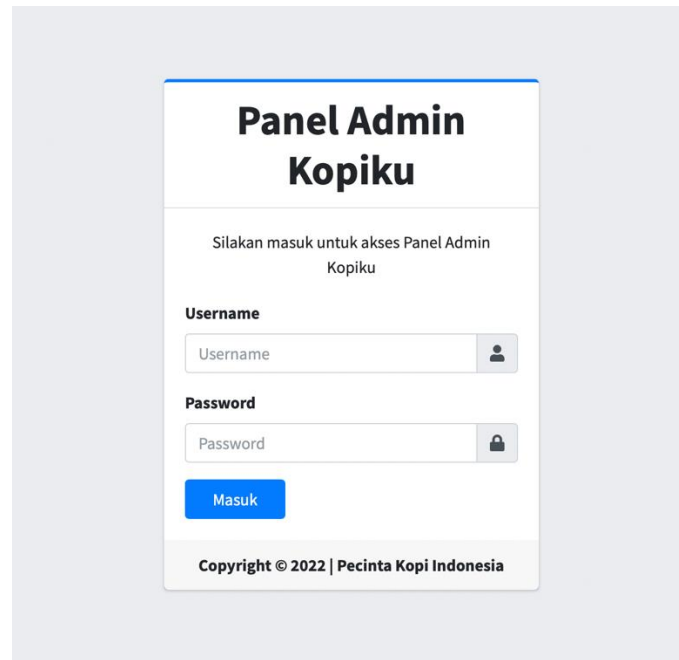 Panel Admin
Kopiku
Silakan masuk untuk akses Panel Admin
Kopiku
Username
Username
Password
Password
Masuk
Copyright © 2022 | Pecinta Kopi Indonesia